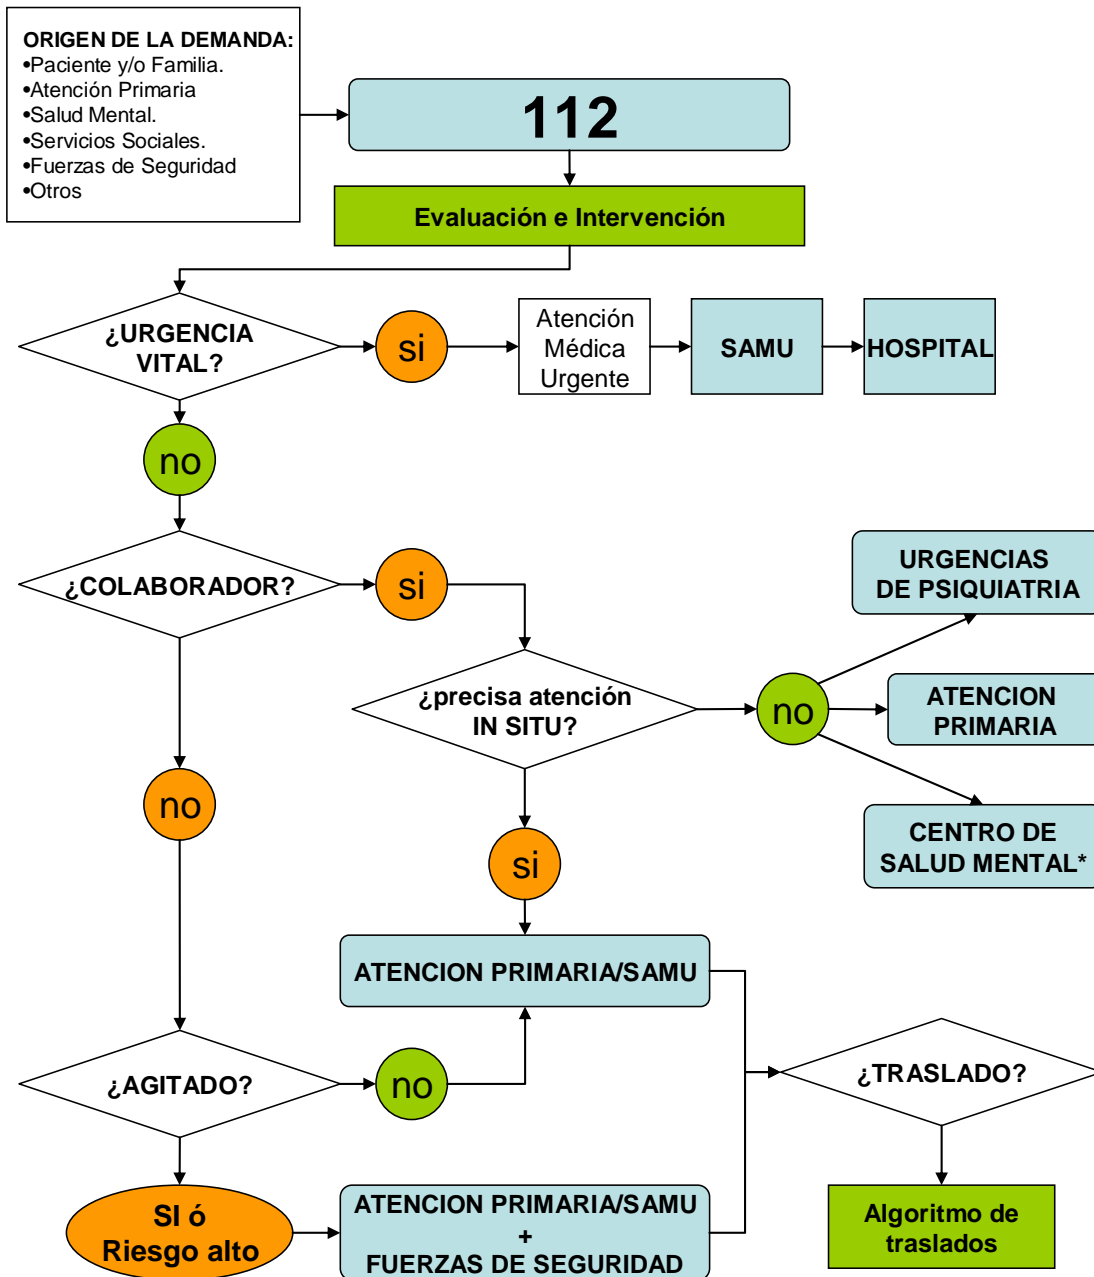 ORIGEN DE LA DEMANDA:
•Paciente y/o Familia.
•Atención Primaria
•Salud Mental.
•Servicios Sociales.
•Fuerzas de Seguridad
•Otros
112
Evaluación e Intervención
¿URGENCIA
VITAL?
si
Atención
Médica
Urgente
SAMU
HOSPITAL
no
¿COLABORADOR?
si
URGENCIAS
DE PSIQUIATRIA
¿precisa atención
IN SITU?
no
ATENCION
PRIMARIA
no
CENTRO DE
SALUD MENTAL*
si
ATENCION PRIMARIA/SAMU
¿AGITADO?
no
¿TRASLADO?
SI ó
Riesgo alto
ATENCION PRIMARIA/SAMU
+
FUERZAS DE SEGURIDAD
Algoritmo de
traslados